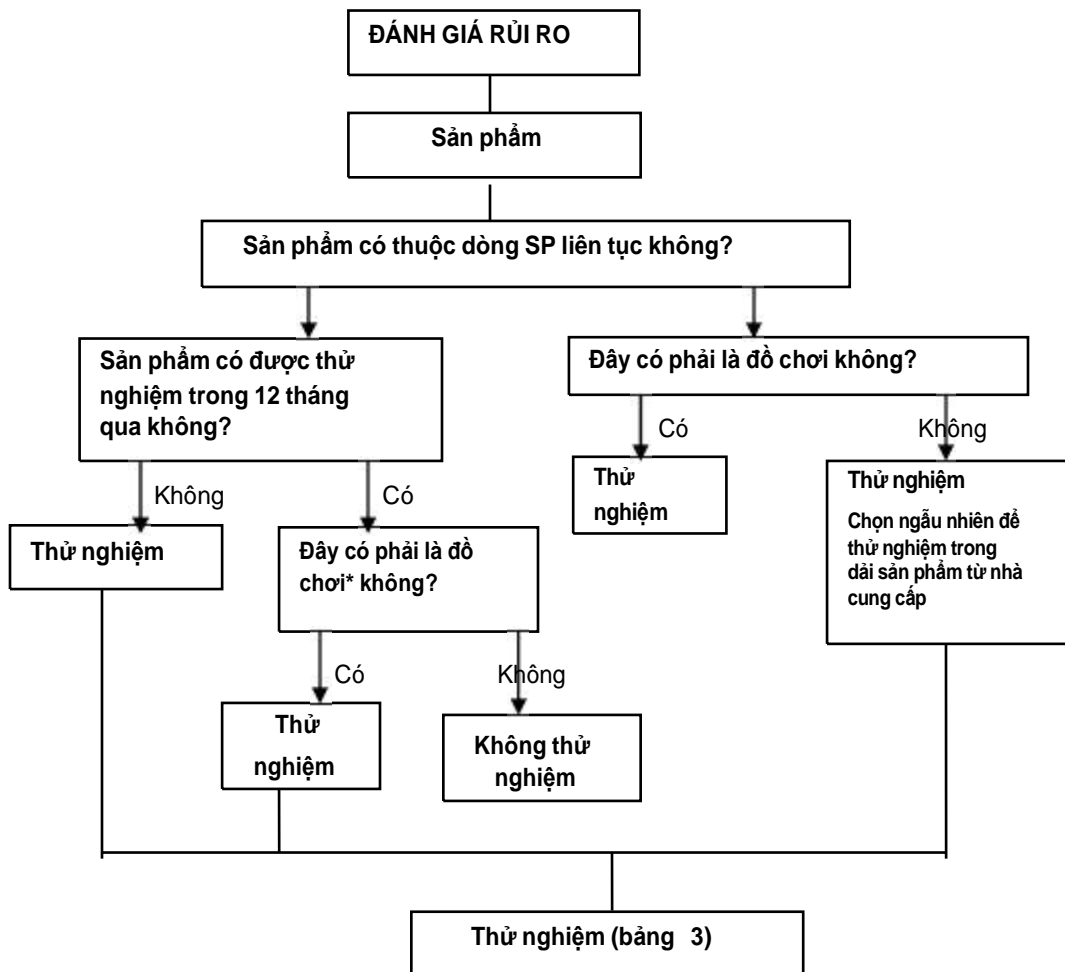 ĐÁNH GIÁ RỦI RO
Sản phẩm
Sản phẩm có thuộc dòng SP liên tục không?
Sản phẩm có được thử
nghiệm trong 12 tháng
qua không?
Đây có phải là đồ chơi không?
Có
Không
Không
Có
Thử
nghiệm
Thử nghiệm
Chọn ngẫu nhiên để
thử nghiệm trong
dải sản phẩm từ nhà
cung cấp
Thử nghiệm
Đây có phải là đồ
chơi* không?
Có
Không
Thử
nghiệm
Không thử
nghiệm
Thử nghiệm (bảng 3)